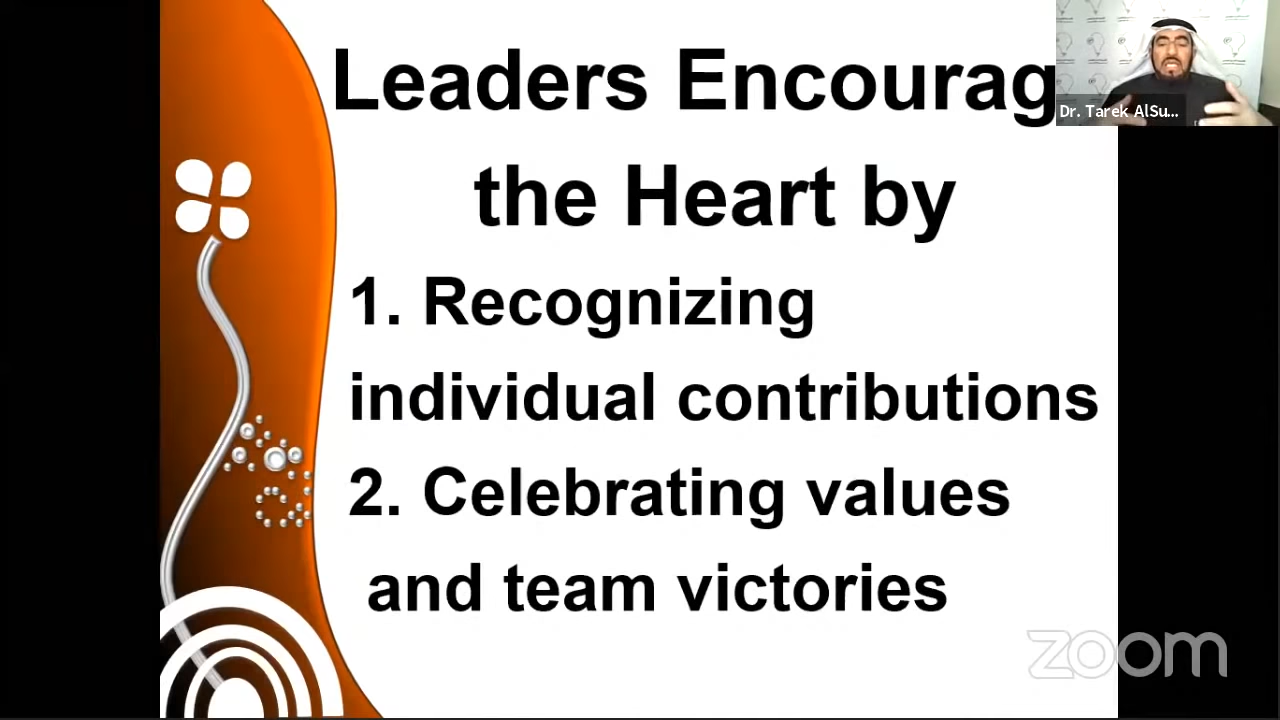 Leaders Encourag
the Heart by
1. Recognizing
individual contributions
2. Celebrating values
and team victories
Dr. Tarek AlSu...
zoom